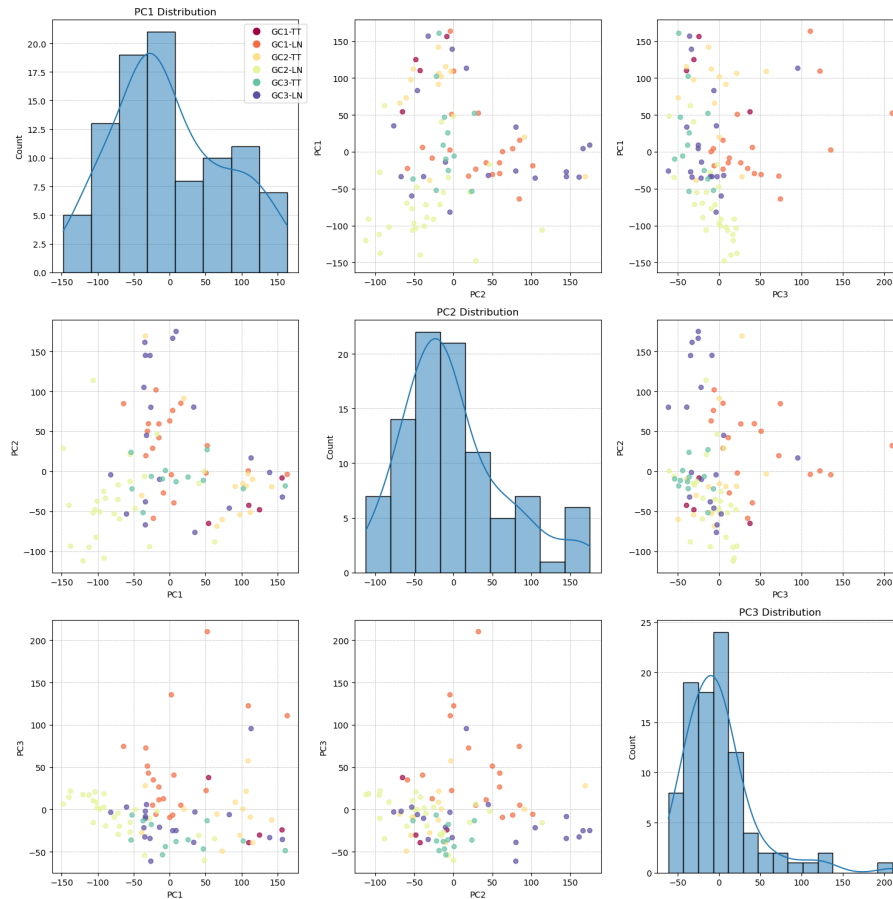 PC1 Distribution
GC1-TT
GC1-LN
GC2-TT
GC2-LN
GC3-TT
GC3-LN
Count
20.0
17.5
15.0
12.5
10.0
7.5
5.0
2.5
0.0
−150 −100 −50 0 50 100 150
PC1
150
100
50
0
−50
−100
−150
−100 −50 0 50 100 150
PC2
PC1
150
100
50
0
−50
−100
−150
−50 0 50 100 150 200
PC3
PC2
150
100
50
0
−50
−100
−150 −100 −50 0 50 100 150
PC1
PC2 Distribution
Count
20
15
10
5
0
−100 −50 0 50 100 150
PC2
PC2
150
100
50
0
−50
−100
−50 0 50 100 150 200
PC3
PC3
200
150
100
50
0
−50
−150 −100 −50 0 50 100 150
PC1
PC3
200
150
100
50
0
−50
−100 −50 0 50 100 150
PC2
PC3 Distribution
Count
25
20
15
10
5
0
−50 0 50 100 150 200
PC3